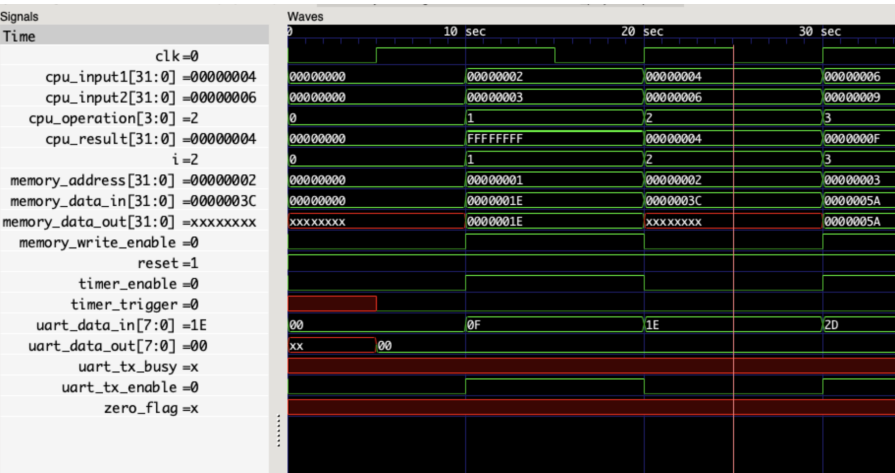 Signals
Waves
Time
0 10 sec 20 sec 30 sec
clk=0
cpu_input1[31:0] =00000004 00000000 00000002 00000004 00000006
cpu_input2[31:0] =00000006 00000000 00000003 00000006 00000009
cpu_operation[3:0] =2 0 1 2 3
cpu_result[31:0] =00000004 00000000 FFFFFFFF 00000004 0000000F
i=2 0 1 2 3
memory_address[31:0] =00000002 00000000 00000001 00000002 00000003
memory_data_in[31:0] =0000003C 00000000 0000001E 0000003C 0000005A
memory_data_out[31:0] =xxxxxxxx xxxxxxxx 0000001E xxxxxxxx 0000005A
memory_write_enable =0
reset=1
timer_enable =0
timer_trigger =0
uart_data_in[7:0] =1E 00 0F 1E 2D
uart_data_out[7:0] =00 xx 00
uart_tx_busy =x
uart_tx_enable =0
zero_flag =x